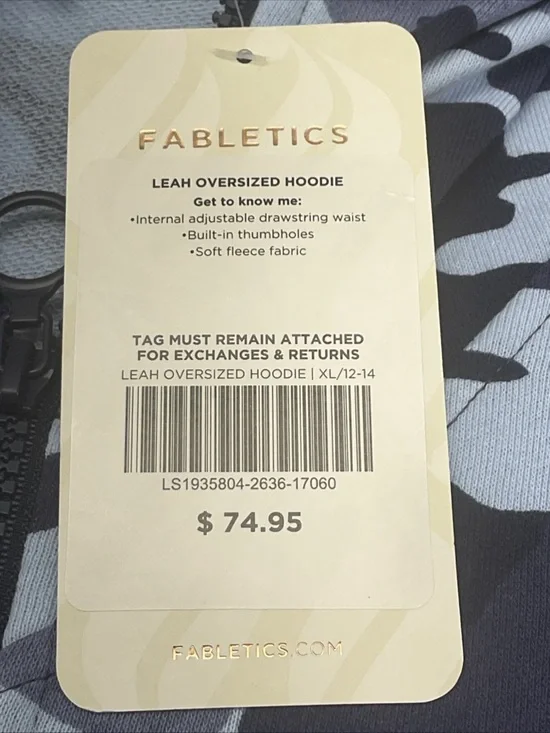 FABLETICS
LEAH OVERSIZED HOODIE
Get to know me:
•Internal adjustable drawstring waist
•Built-in thumbholes
•Soft fleece fabric
TAG MUST REMAIN ATTACHED
FOR EXCHANGES & RETURNS
LEAH OVERSIZED HOODIE | XL/12-14
LS1935804-2636-17060
$ 74.95
FABLETICS.COM